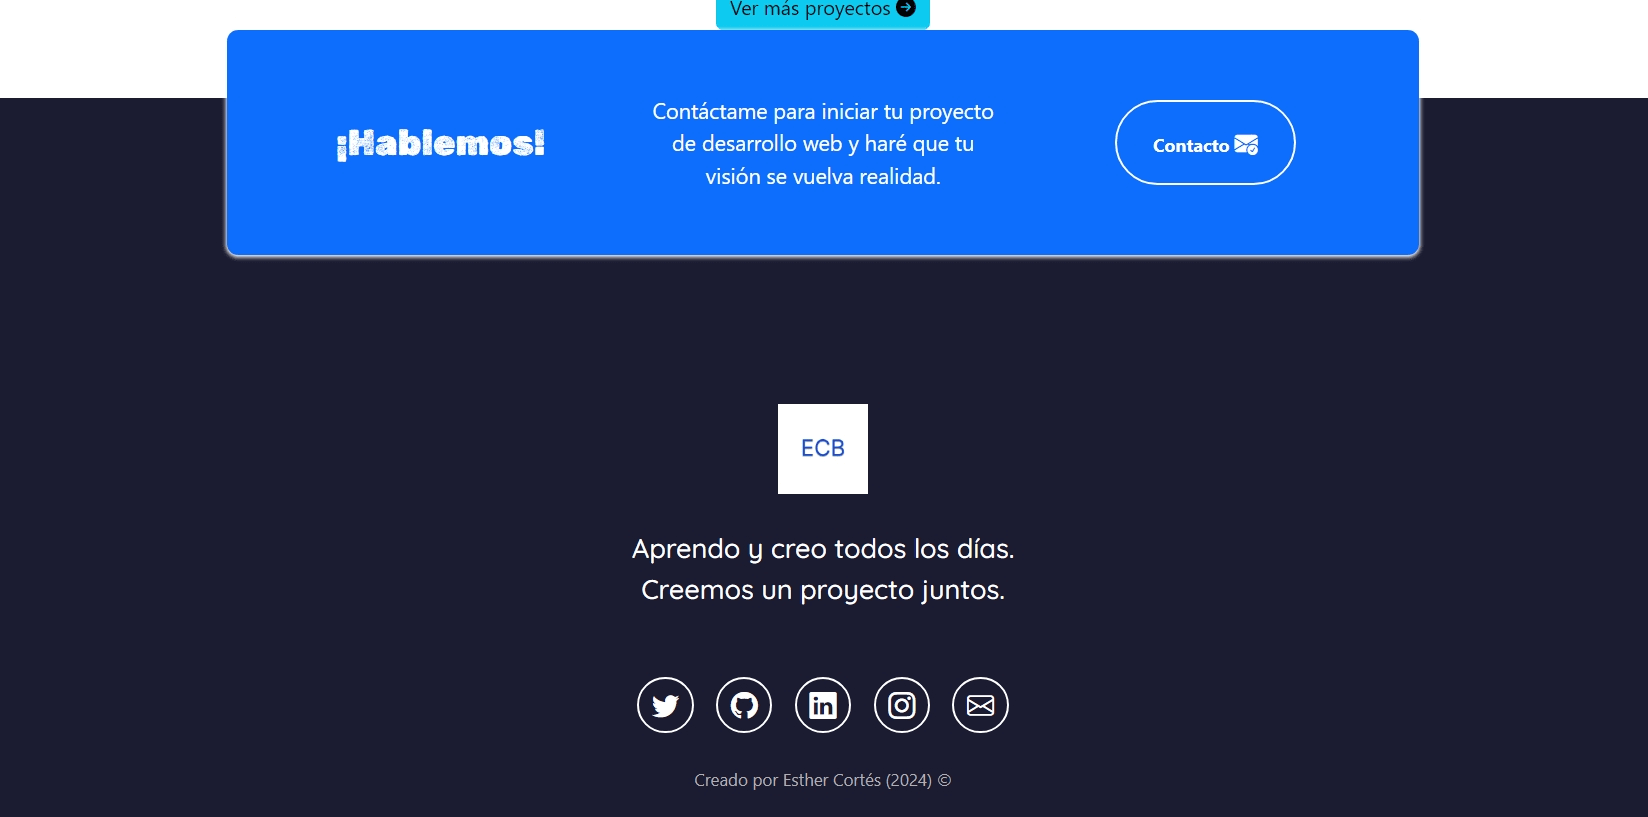 Ver más proyectos
¡Hablemos!
Contáctame para iniciar tu proyecto
de desarrollo web y haré que tu
visión se vuelva realidad.
Contacto
ECB
Aprendo y creo todos los días.
Creemos un proyecto juntos.
in
Creado por Esther Cortés (2024) ©